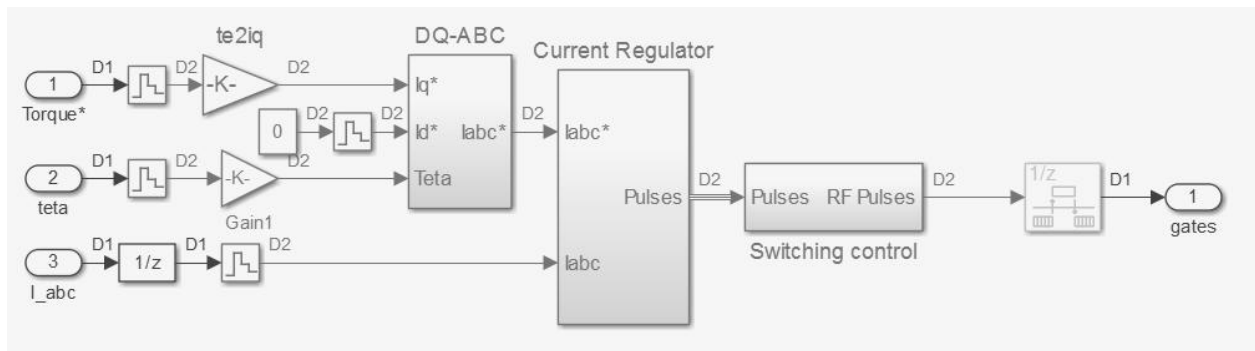 te2iq
DQ-ABC
Current Regulator
D1
D2
D2
1
-K-
Iq*
Torque*
D2
D2
D2
0
Id*
Iabc*
Iabc*
D1
D2
D2
2
-K-
Teta
teta
Gain1
D2
Pulses
Pulses
RF Pulses
D2
1/z
D1
1
gates
Switching control
D1
D1
D2
3
1/z
Iabc
I_abc